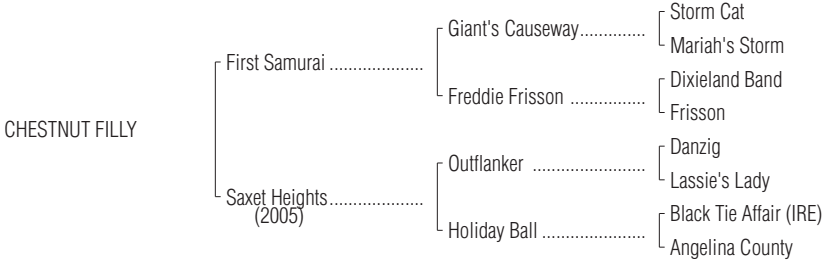 Storm Cat
Giant's Causeway..............
Mariah's Storm
First Samurai ....................
Dixieland Band
Freddie Frisson ................
Frisson
CHESTNUT FILLY
Danzig
Outflanker ........................
Lassie's Lady
Saxet Heights....................
(2005)
Black Tie Affair (IRE)
Holiday Ball ......................
Angelina County